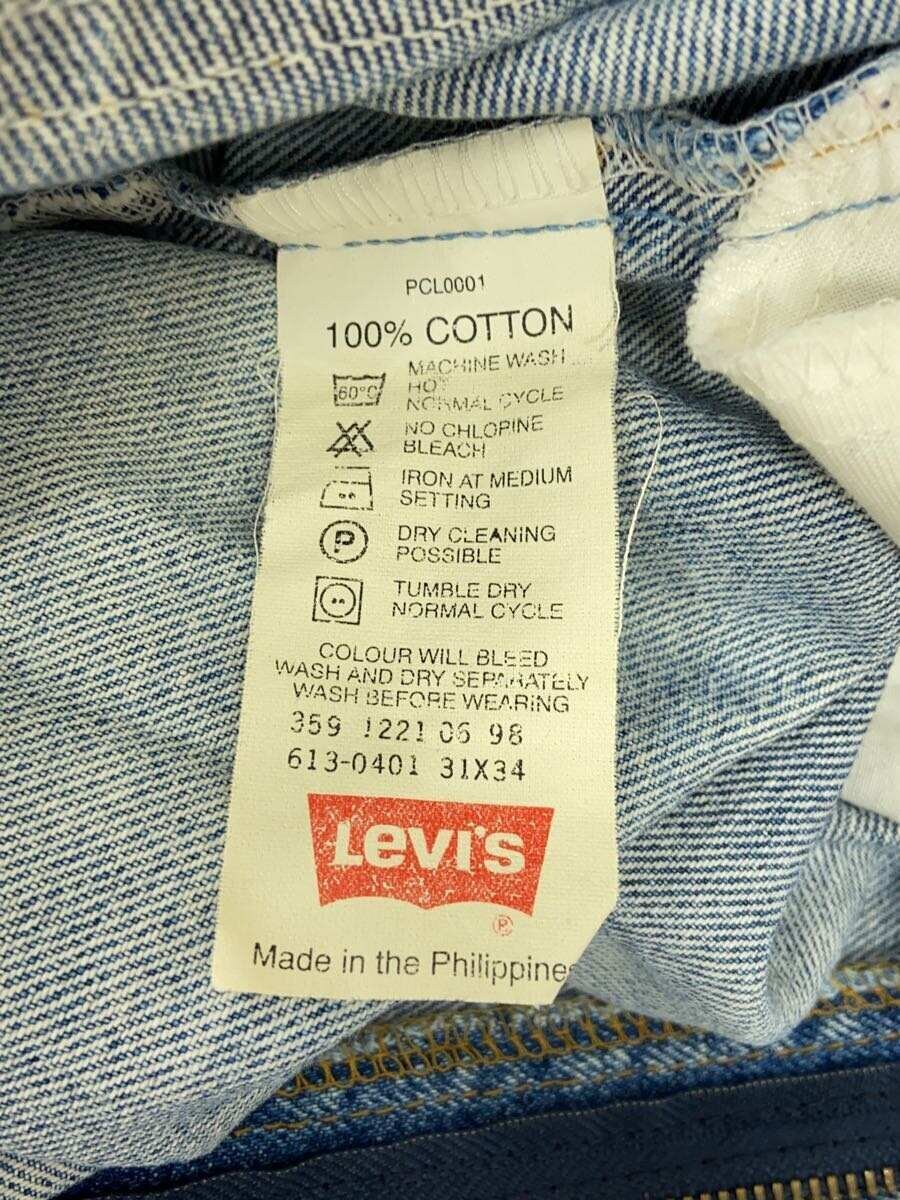 PCL0001
100% COTTON
60°C
MACHINE WASH
HOT
NORMAL CYCLE
NO CHLORINE
BLEACH
IRON AT MEDIUM
SETTING
P
DRY CLEANING
POSSIBLE
TUMBLE DRY
NORMAL CYCLE
COLOUR WILL BLEED
WASH AND DRY SEPARATELY
WASH BEFORE WEARING
359 1221 06 98
613-0401 31X34
LEVI'S
®
Made in the Philippines